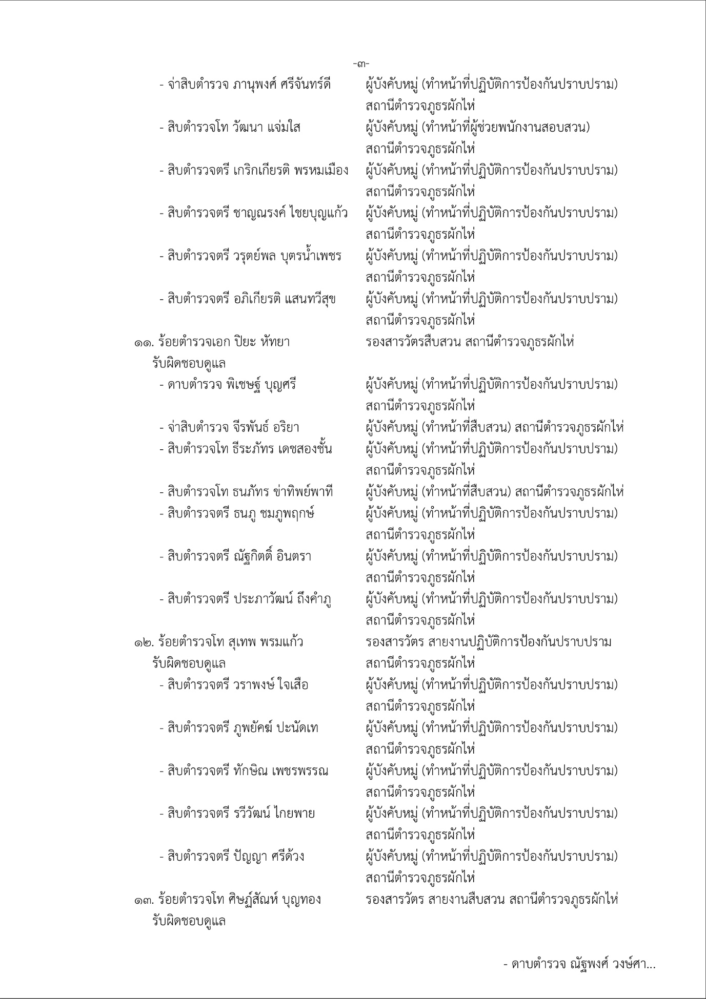 -๓-
- จ่าสิบตำรวจ ภานุพงศ์ ศรีจันทร์ดี ผู้บังคับหมู่ (ทำหน้าที่ปฏิบัติการป้องกันปราบปราม)
สถานีตำรวจภูธรผักไห่
- สิบตำรวจโท วัฒนา แจ่มใส ผู้บังคับหมู่ (ทำหน้าที่ผู้ช่วยพนักงานสอบสวน)
สถานีตำรวจภูธรผักไห่
- สิบตำรวจตรี เกริกเกียรติ พรหมเมือง ผู้บังคับหมู่ (ทำหน้าที่ปฏิบัติการป้องกันปราบปราม)
สถานีตำรวจภูธรผักไห่
- สิบตำรวจตรี ชาญณรงค์ ไชยบุญแก้ว ผู้บังคับหมู่ (ทำหน้าที่ปฏิบัติการป้องกันปราบปราม)
สถานีตำรวจภูธรผักไห่
- สิบตำรวจตรี วรุตย์พล บุตรน้ำเพชร ผู้บังคับหมู่ (ทำหน้าที่ปฏิบัติการป้องกันปราบปราม)
สถานีตำรวจภูธรผักไห่
- สิบตำรวจตรี อภิเกียรติ แสนทวีสุข ผู้บังคับหมู่ (ทำหน้าที่ปฏิบัติการป้องกันปราบปราม)
สถานีตำรวจภูธรผักไห่
๑๑. ร้อยตำรวจเอก ปิยะ หัทยา รองสารวัตรสืบสวน สถานีตำรวจภูธรผักไห่
รับผิดชอบดูแล
- ดาบตำรวจ พิเชษฐ์ บุญศรี ผู้บังคับหมู่ (ทำหน้าที่ปฏิบัติการป้องกันปราบปราม)
สถานีตำรวจภูธรผักไห่
- จ่าสิบตำรวจ จีรพันธ์ อริยา ผู้บังคับหมู่ (ทำหน้าที่สืบสวน) สถานีตำรวจภูธรผักไห่
- สิบตำรวจโท ธีระภัทร เดชสองชั้น ผู้บังคับหมู่ (ทำหน้าที่ปฏิบัติการป้องกันปราบปราม)
สถานีตำรวจภูธรผักไห่
- สิบตำรวจโท ธนภัทร ข่าทิพย์พาที ผู้บังคับหมู่ (ทำหน้าที่สืบสวน) สถานีตำรวจภูธรผักไห่
- สิบตำรวจตรี ธนภู ชมภูพฤกษ์ ผู้บังคับหมู่ (ทำหน้าที่ปฏิบัติการป้องกันปราบปราม)
สถานีตำรวจภูธรผักไห่
- สิบตำรวจตรี ณัฐกิตติ์ อินตรา ผู้บังคับหมู่ (ทำหน้าที่ปฏิบัติการป้องกันปราบปราม)
สถานีตำรวจภูธรผักไห่
- สิบตำรวจตรี ประภาวัฒน์ ถึงคำภู ผู้บังคับหมู่ (ทำหน้าที่ปฏิบัติการป้องกันปราบปราม)
สถานีตำรวจภูธรผักไห่
๑๒. ร้อยตำรวจโท สุเทพ พรมแก้ว รองสารวัตร สายงานปฏิบัติการป้องกันปราบปราม
รับผิดชอบดูแล สถานีตำรวจภูธรผักไห่
- สิบตำรวจตรี วราพงษ์ ใจเสือ ผู้บังคับหมู่ (ทำหน้าที่ปฏิบัติการป้องกันปราบปราม)
สถานีตำรวจภูธรผักไห่
- สิบตำรวจตรี ภูพยัคฆ์ ปะนัดเท ผู้บังคับหมู่ (ทำหน้าที่ปฏิบัติการป้องกันปราบปราม)
สถานีตำรวจภูธรผักไห่
- สิบตำรวจตรี ทักษิณ เพชรพรรณ ผู้บังคับหมู่ (ทำหน้าที่ปฏิบัติการป้องกันปราบปราม)
สถานีตำรวจภูธรผักไห่
- สิบตำรวจตรี รวีวัฒน์ ไกยพาย ผู้บังคับหมู่ (ทำหน้าที่ปฏิบัติการป้องกันปราบปราม)
สถานีตำรวจภูธรผักไห่
- สิบตำรวจตรี ปัญญา ศรีด้วง ผู้บังคับหมู่ (ทำหน้าที่ปฏิบัติการป้องกันปราบปราม)
สถานีตำรวจภูธรผักไห่
๑๓. ร้อยตำรวจโท ศิษฏ์สัณห์ บุญทอง รองสารวัตร สายงานสืบสวน สถานีตำรวจภูธรผักไห่
รับผิดชอบดูแล
- ดาบตำรวจ ณัฐพงศ์ วงษ์ศา...